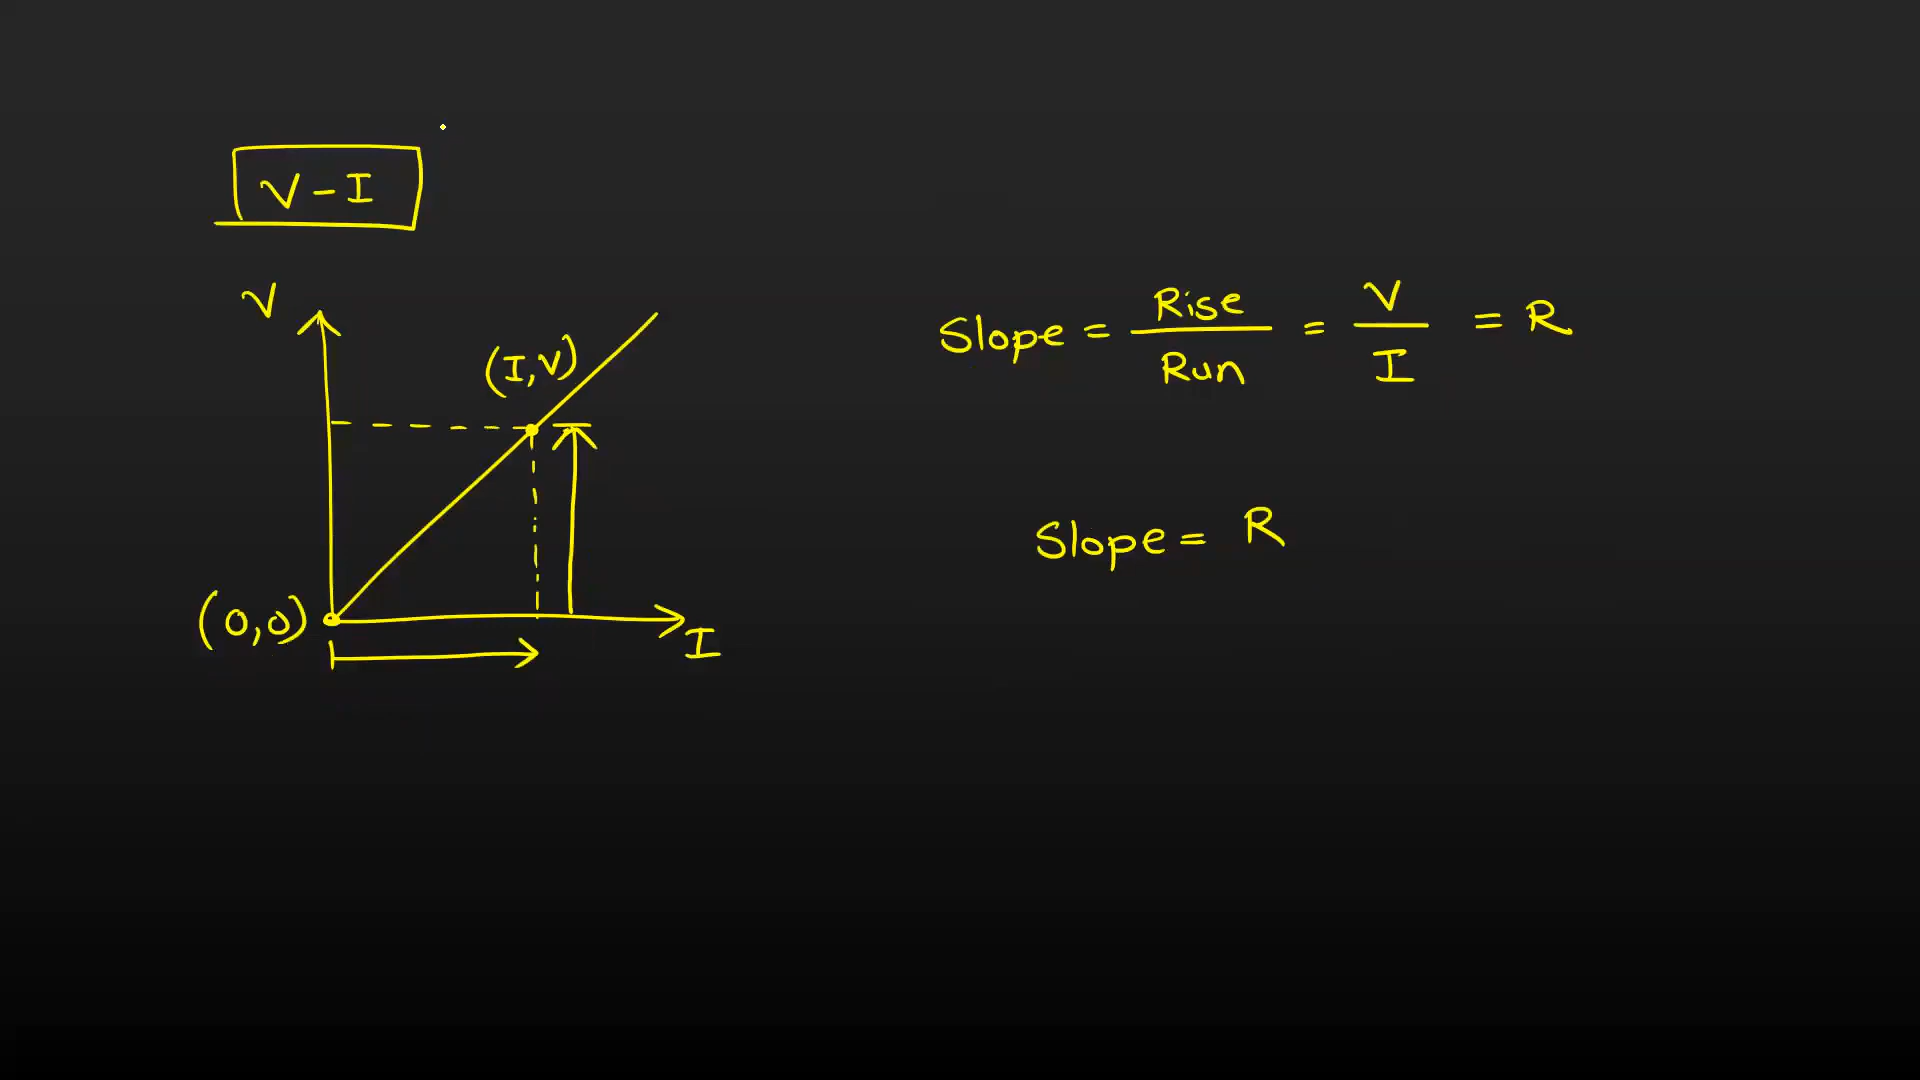 V - I
V
(I, V)
(0,0)
I
Slope = Rise / Run = V / I = R
Slope = R